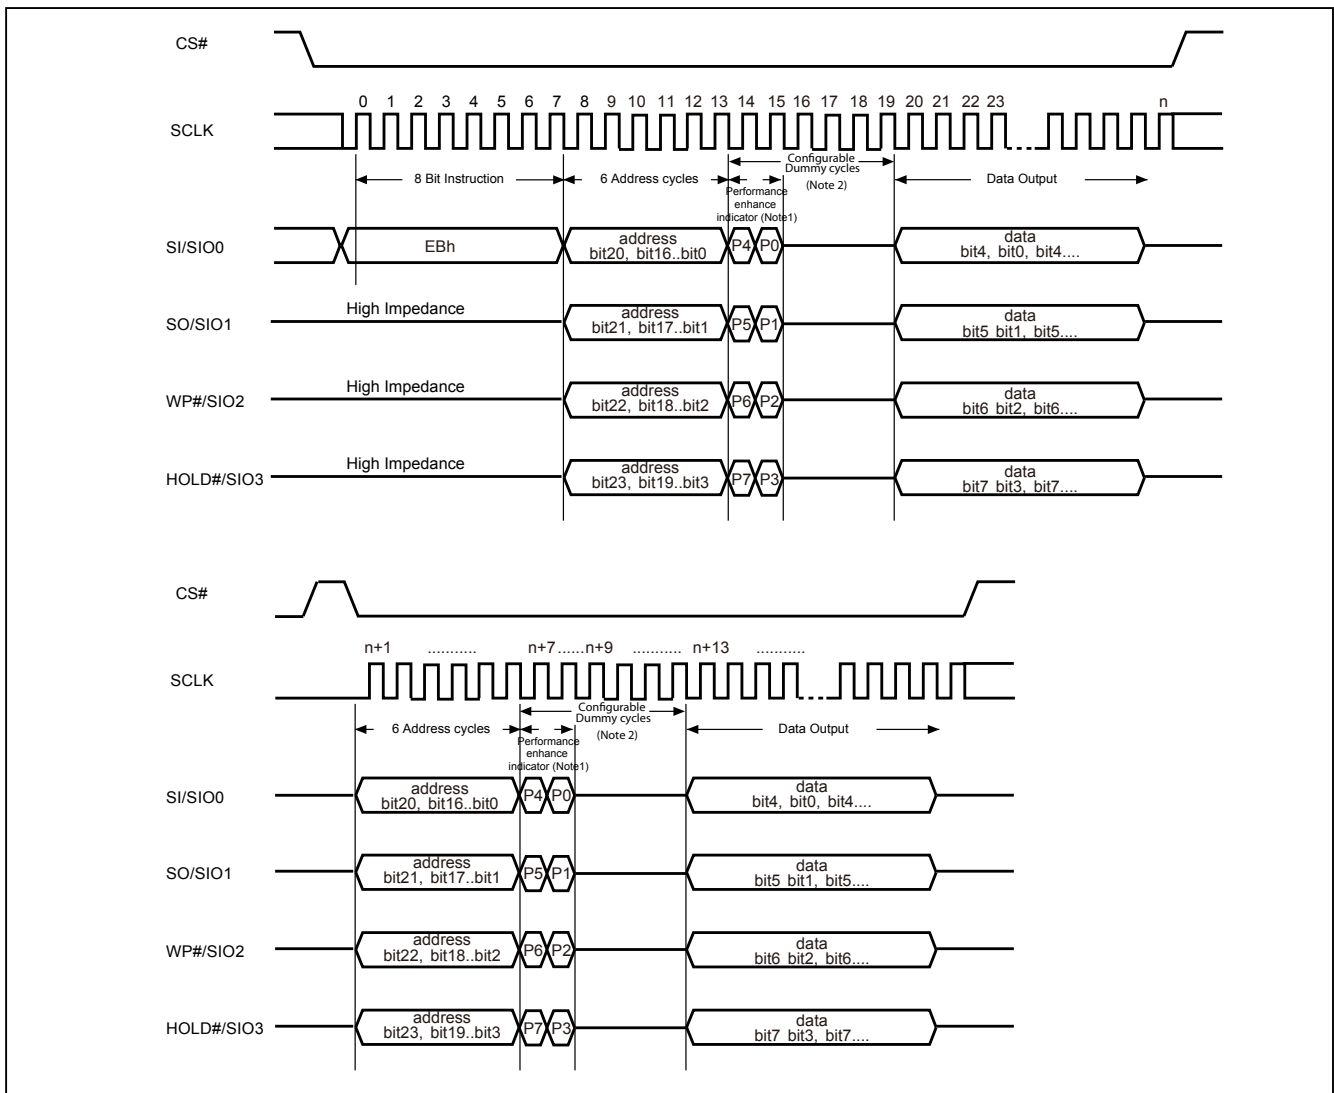 CS#
0 1 2 3 4 5 6 7 8 9 10 11 12 13 14 15 16 17 18 19 20 21 22 23 n
SCLK
Configurable
Dummy cycles
(Note 2)
8 Bit Instruction
6 Address cycles
Data Output
Performance
enhance
indicator (Note1)
SI/SIO0
EBh
address
bit20, bit16..bit0
P4 P0
data
bit4, bit0, bit4....
SO/SIO1
High Impedance
address
bit21, bit17..bit1
P5 P1
data
bit5 bit1, bit5....
WP#/SIO2
High Impedance
address
bit22, bit18..bit2
P6 P2
data
bit6 bit2, bit6....
HOLD#/SIO3
High Impedance
address
bit23, bit19..bit3
P7 P3
data
bit7 bit3, bit7....
CS#
n+1 ........... n+7......n+9 ........... n+13 ...........
SCLK
Configurable
Dummy cycles
(Note 2)
6 Address cycles
Data Output
Performance
enhance
indicator (Note1)
SI/SIO0
address
bit20, bit16..bit0
P4 P0
data
bit4, bit0, bit4....
SO/SIO1
address
bit21, bit17..bit1
P5 P1
data
bit5 bit1, bit5....
WP#/SIO2
address
bit22, bit18..bit2
P6 P2
data
bit6 bit2, bit6....
HOLD#/SIO3
address
bit23, bit19..bit3
P7 P3
data
bit7 bit3, bit7....